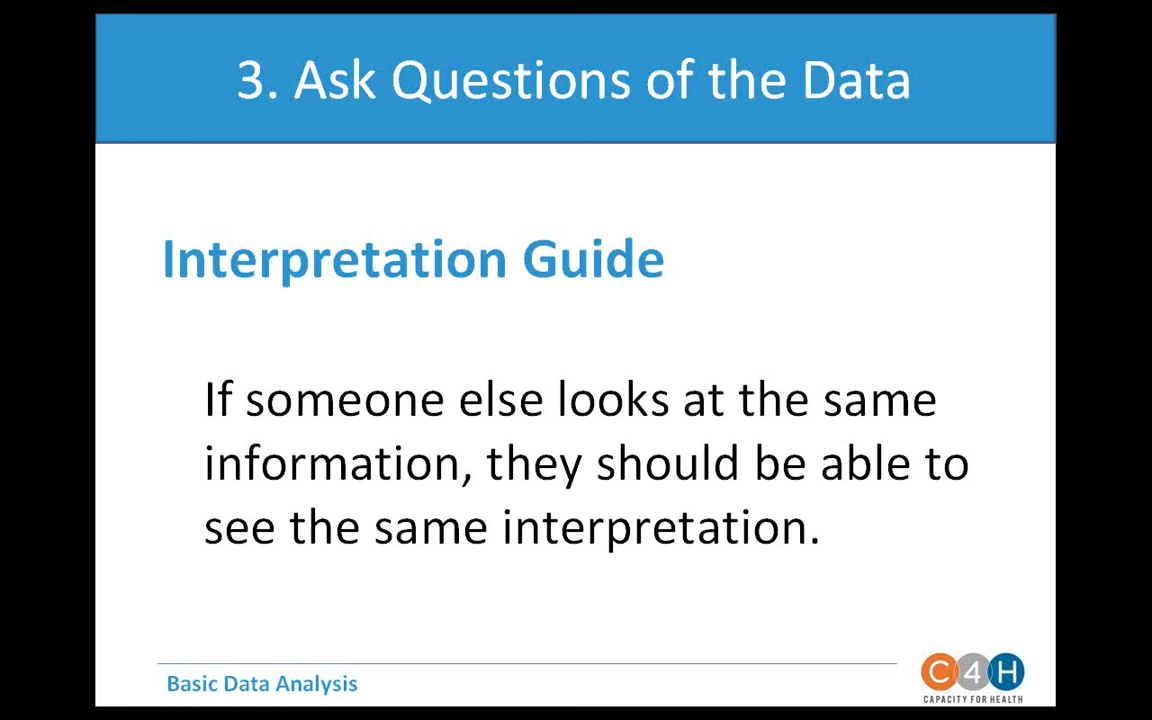 3. Ask Questions of the Data
Interpretation Guide
If someone else looks at the same
information, they should be able to
see the same interpretation.
Basic Data Analysis
C4H
CAPACITY FOR HEALTH